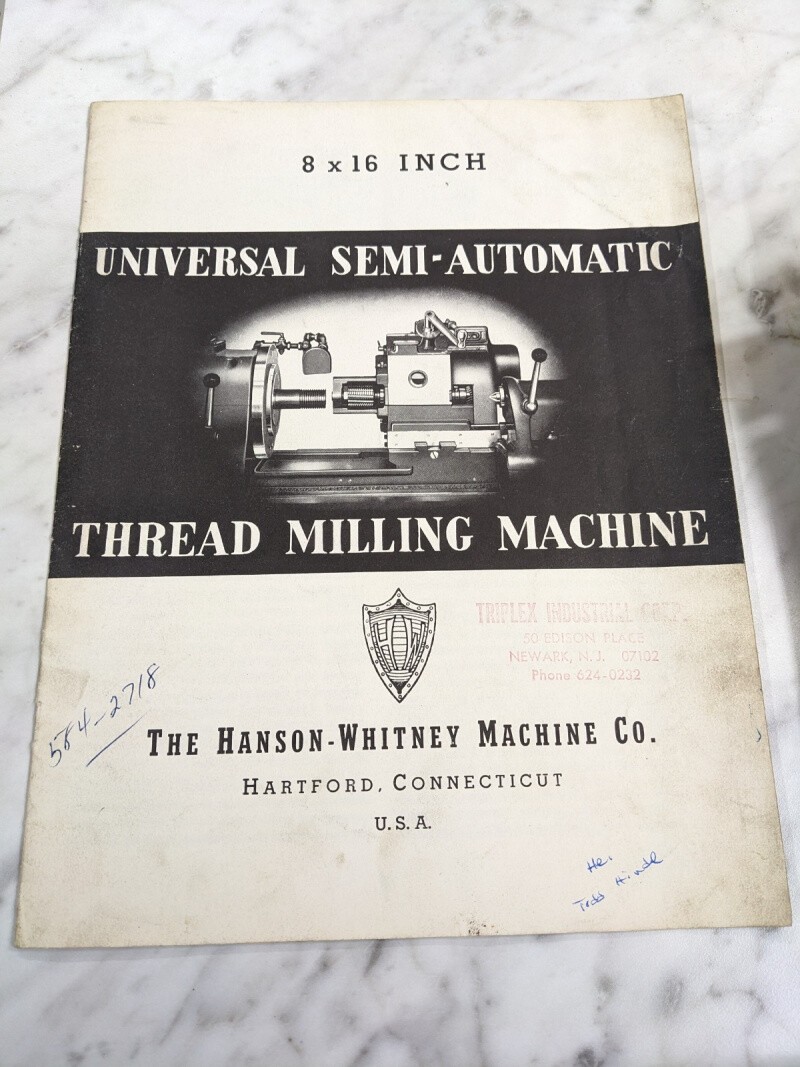 8 x 16 INCH
UNIVERSAL SEMI-AUTOMATIC
THREAD MILLING MACHINE
TRIPLEX INDUSTRIAL CORP.
50 EDISON PLACE
NEWARK, N. J. 07102
Phone 624-0232
584-2718
THE HANSON-WHITNEY MACHINE CO.
HARTFORD, CONNECTICUT
U. S. A.